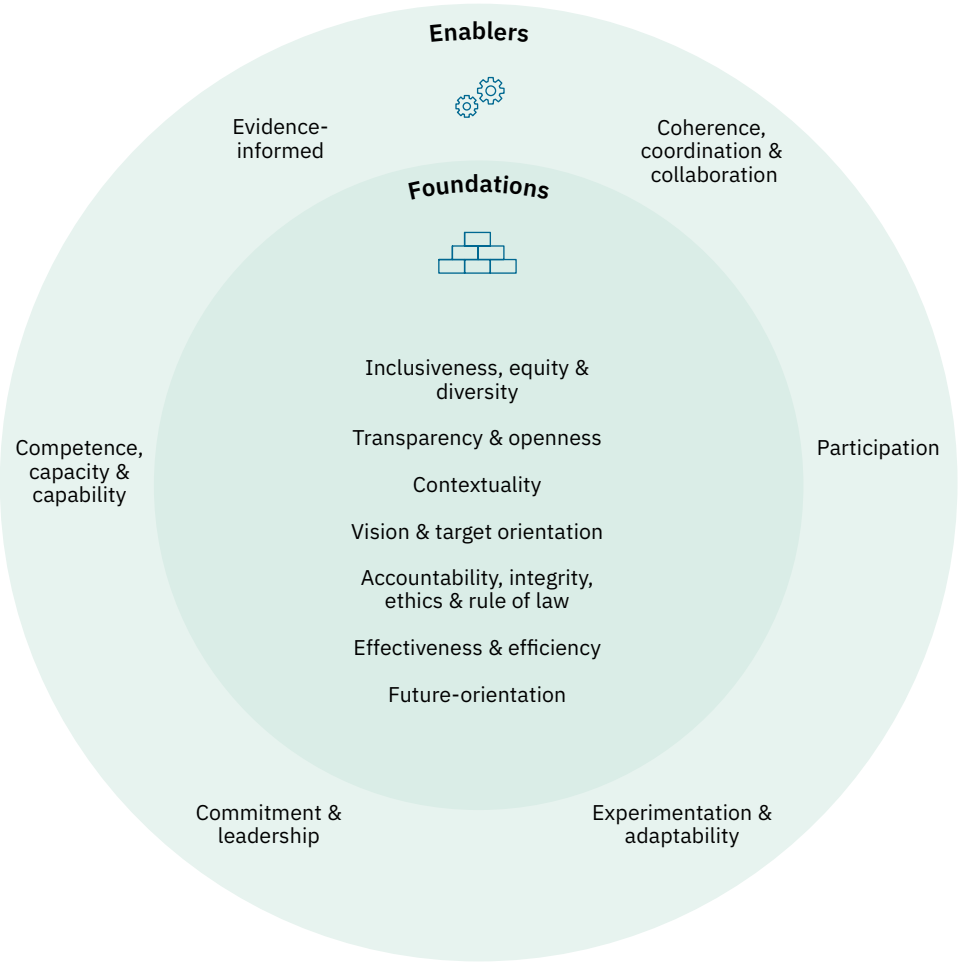 Enablers
Evidence-
informed
Coherence,
coordination &
collaboration
Foundations
Inclusiveness, equity &
diversity
Transparency & openness
Contextuality
Vision & target orientation
Accountability, integrity,
ethics & rule of law
Effectiveness & efficiency
Future-orientation
Competence,
capacity &
capability
Participation
Commitment &
leadership
Experimentation &
adaptability